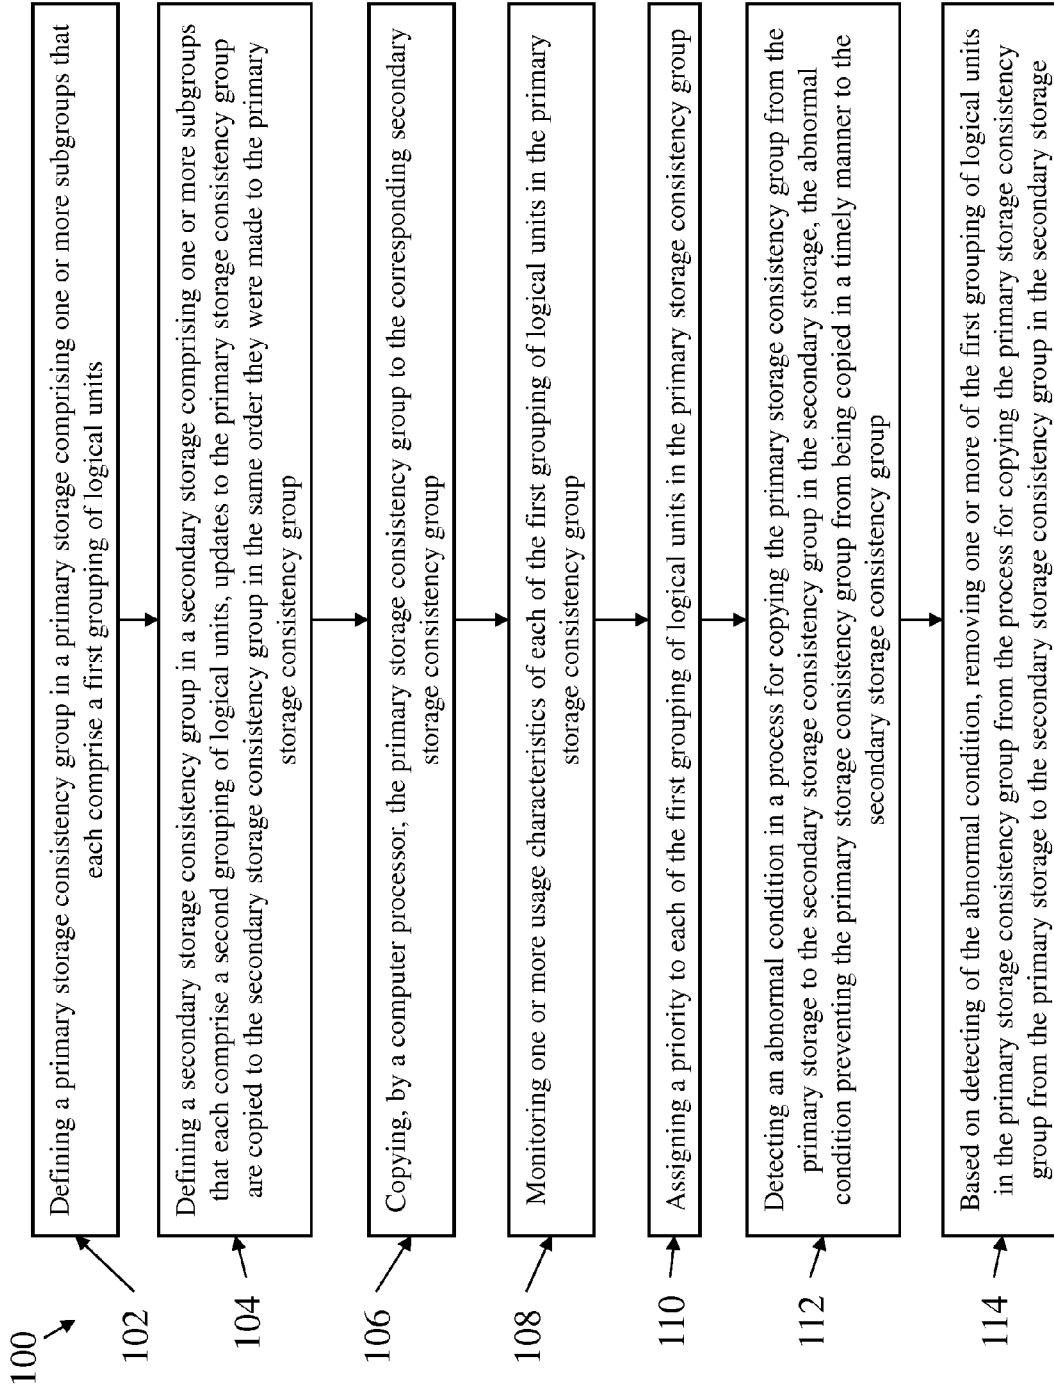 100
102
Defining a primary storage consistency group in a primary storage comprising one or more subgroups that
each comprise a first grouping of logical units
104
Defining a secondary storage consistency group in a secondary storage comprising one or more subgroups
that each comprise a second grouping of logical units, updates to the primary storage consistency group
are copied to the secondary storage consistency group in the same order they were made to the primary
storage consistency group
106
Copying, by a computer processor, the primary storage consistency group to the corresponding secondary
storage consistency group
108
Monitoring one or more usage characteristics of each of the first grouping of logical units in the primary
storage consistency group
110
Assigning a priority to each of the first grouping of logical units in the primary storage consistency group
112
Detecting an abnormal condition in a process for copying the primary storage consistency group from the
primary storage to the secondary storage consistency group in the secondary storage, the abnormal
condition preventing the primary storage consistency group from being copied in a timely manner to the
secondary storage consistency group
114
Based on detecting of the abnormal condition, removing one or more of the first grouping of logical units
in the primary storage consistency group from the process for copying the primary storage consistency
group from the primary storage to the secondary storage consistency group in the secondary storage